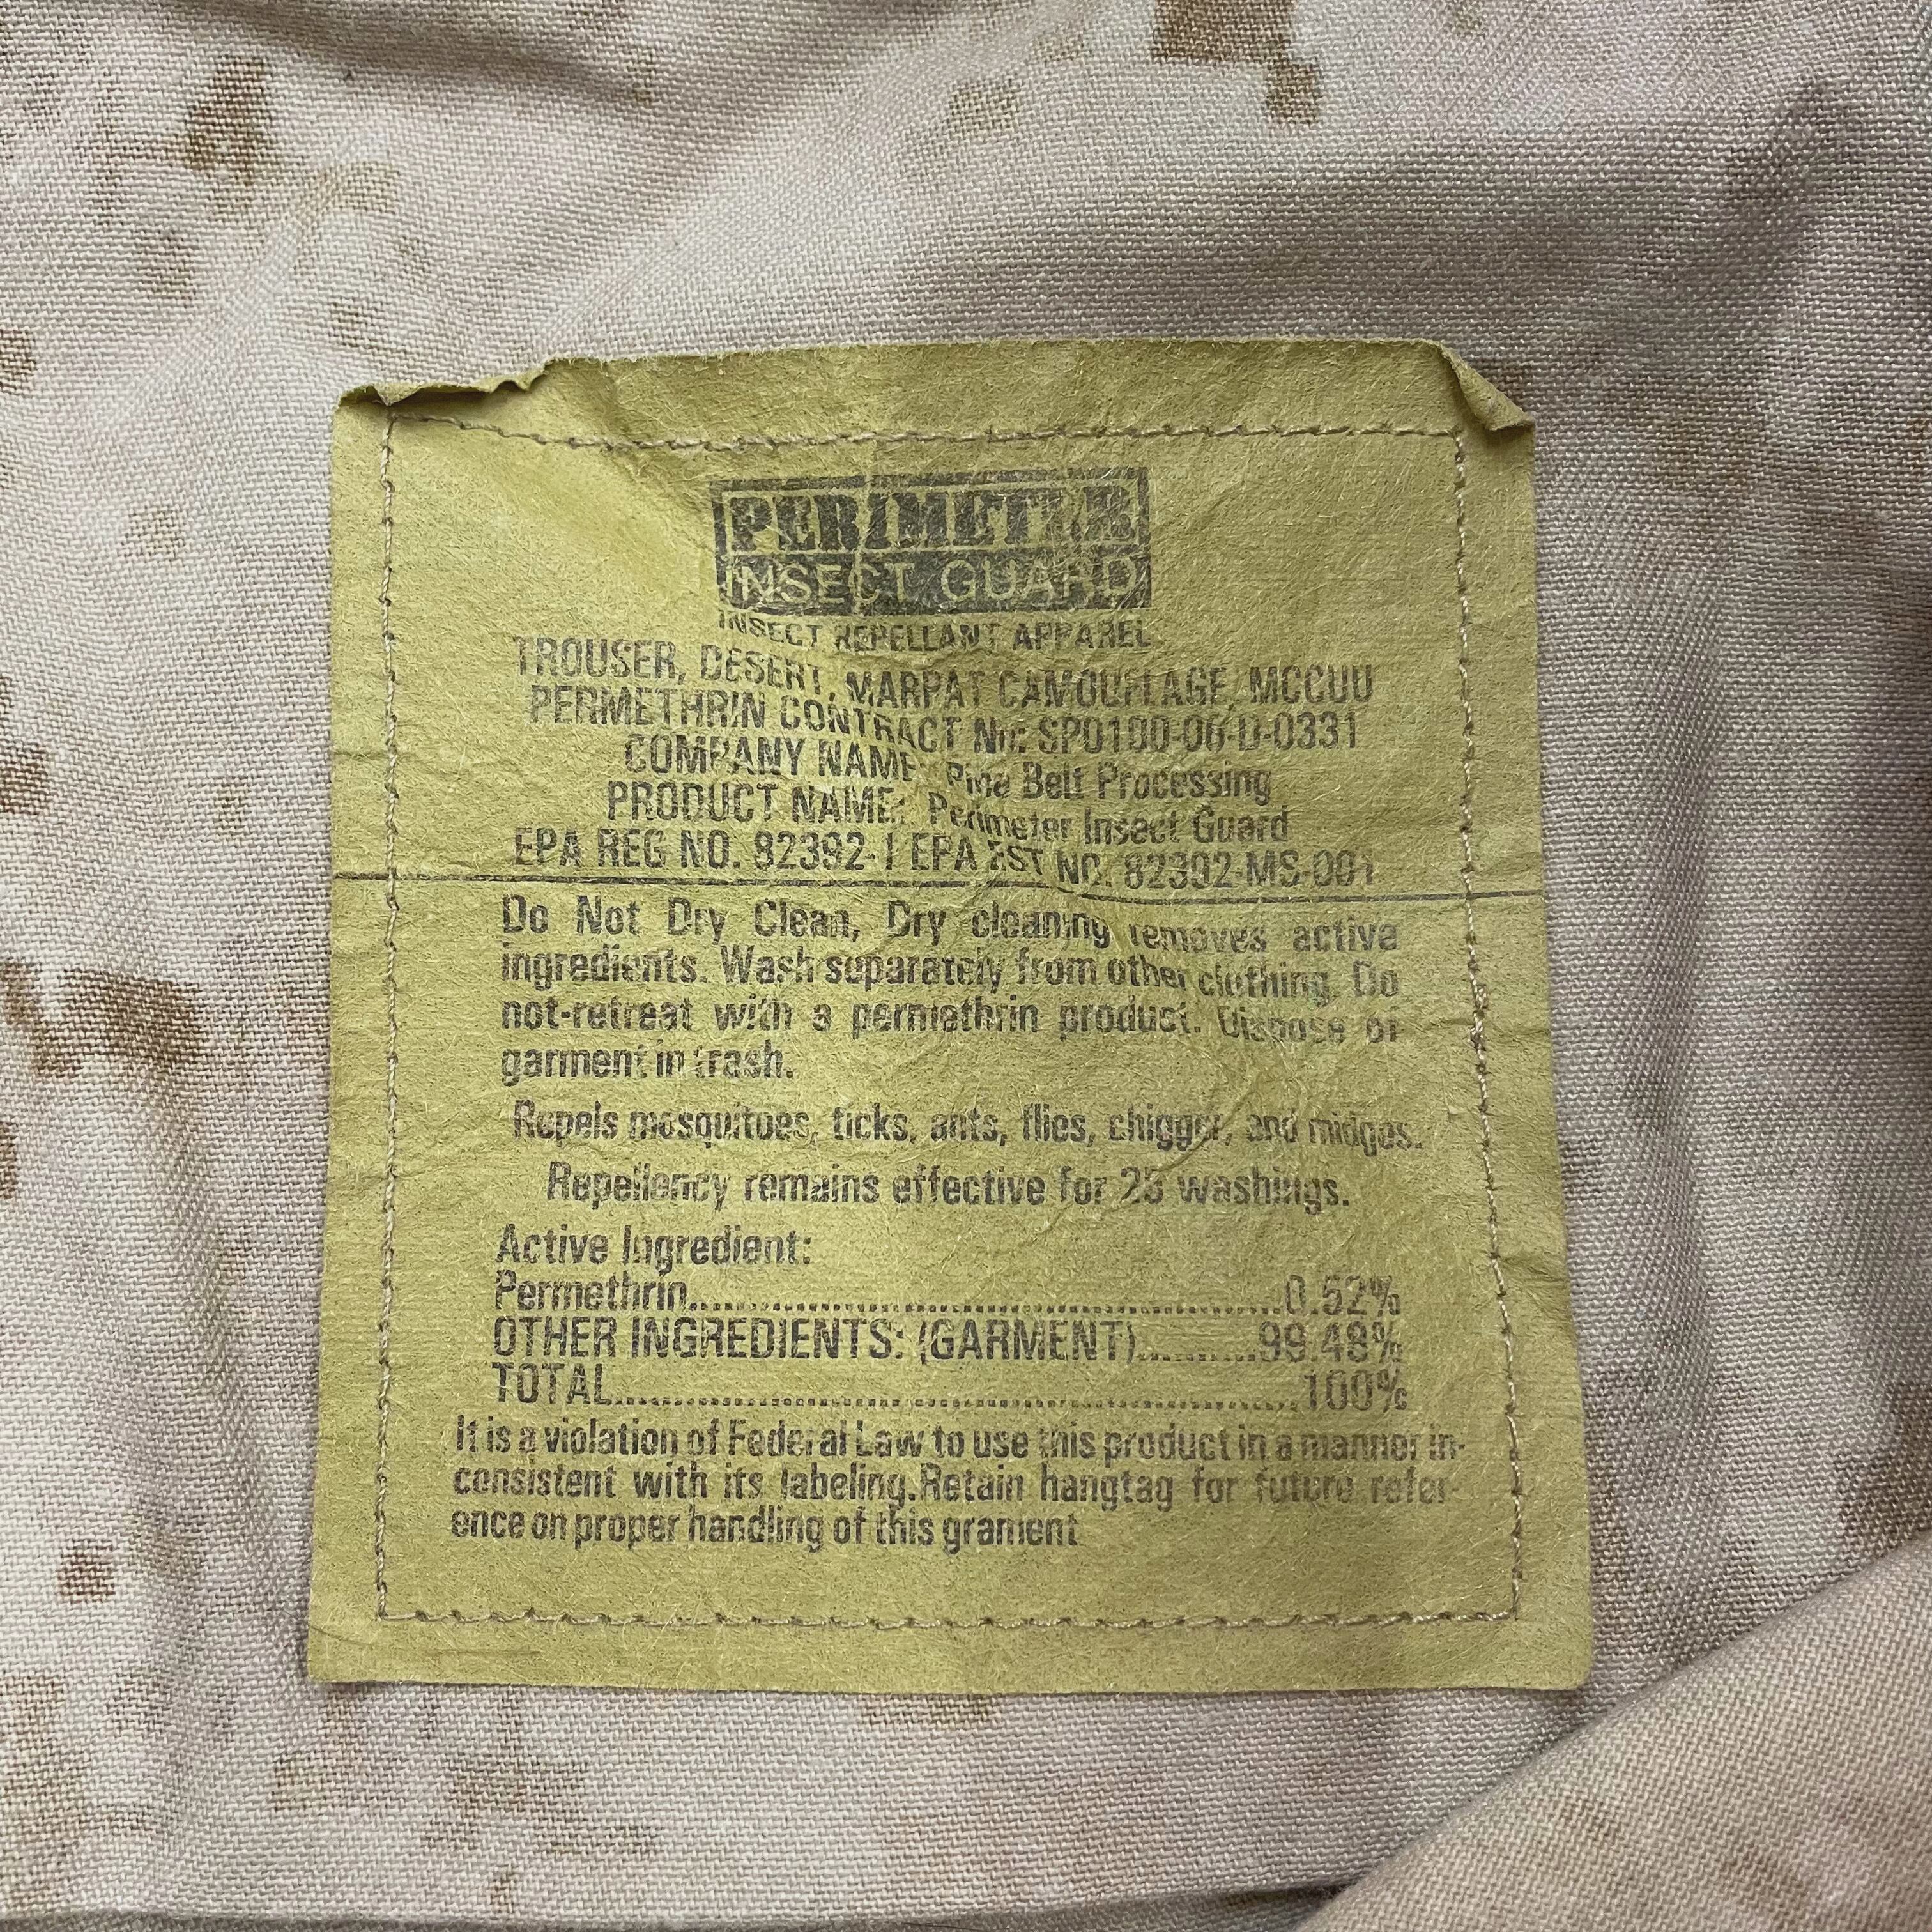 PERIMETER
INSECT GUARD
INSECT REPELLANT APPAREL
TROUSER, DESERT, MARPAT CAMOUFLAGE, MCCUU
PERMETHRIN CONTRACT No: SP0100-06-D-0331
COMPANY NAME: Pine Belt Processing
PRODUCT NAME: Perimeter Insect Guard
EPA REG NO. 82392-1 EPA EST NO. 82392-MS-001
Do Not Dry Clean, Dry cleaning removes active
ingredients. Wash separately from other clothing. Do
not-retreat with a permethrin product. Dispose of
garment in trash.
Repels mosquitoes, ticks, ants, flies, chigger, and midges.
Repellency remains effective for 25 washings.
Active Ingredient:
Permethrin...............0.52%
OTHER INGREDIENTS: (GARMENT)..........99.48%
TOTAL...............100%
It is a violation of Federal Law to use this product in a manner in-
consistent with its labeling.Retain hangtag for future refer-
ence on proper handling of this grament